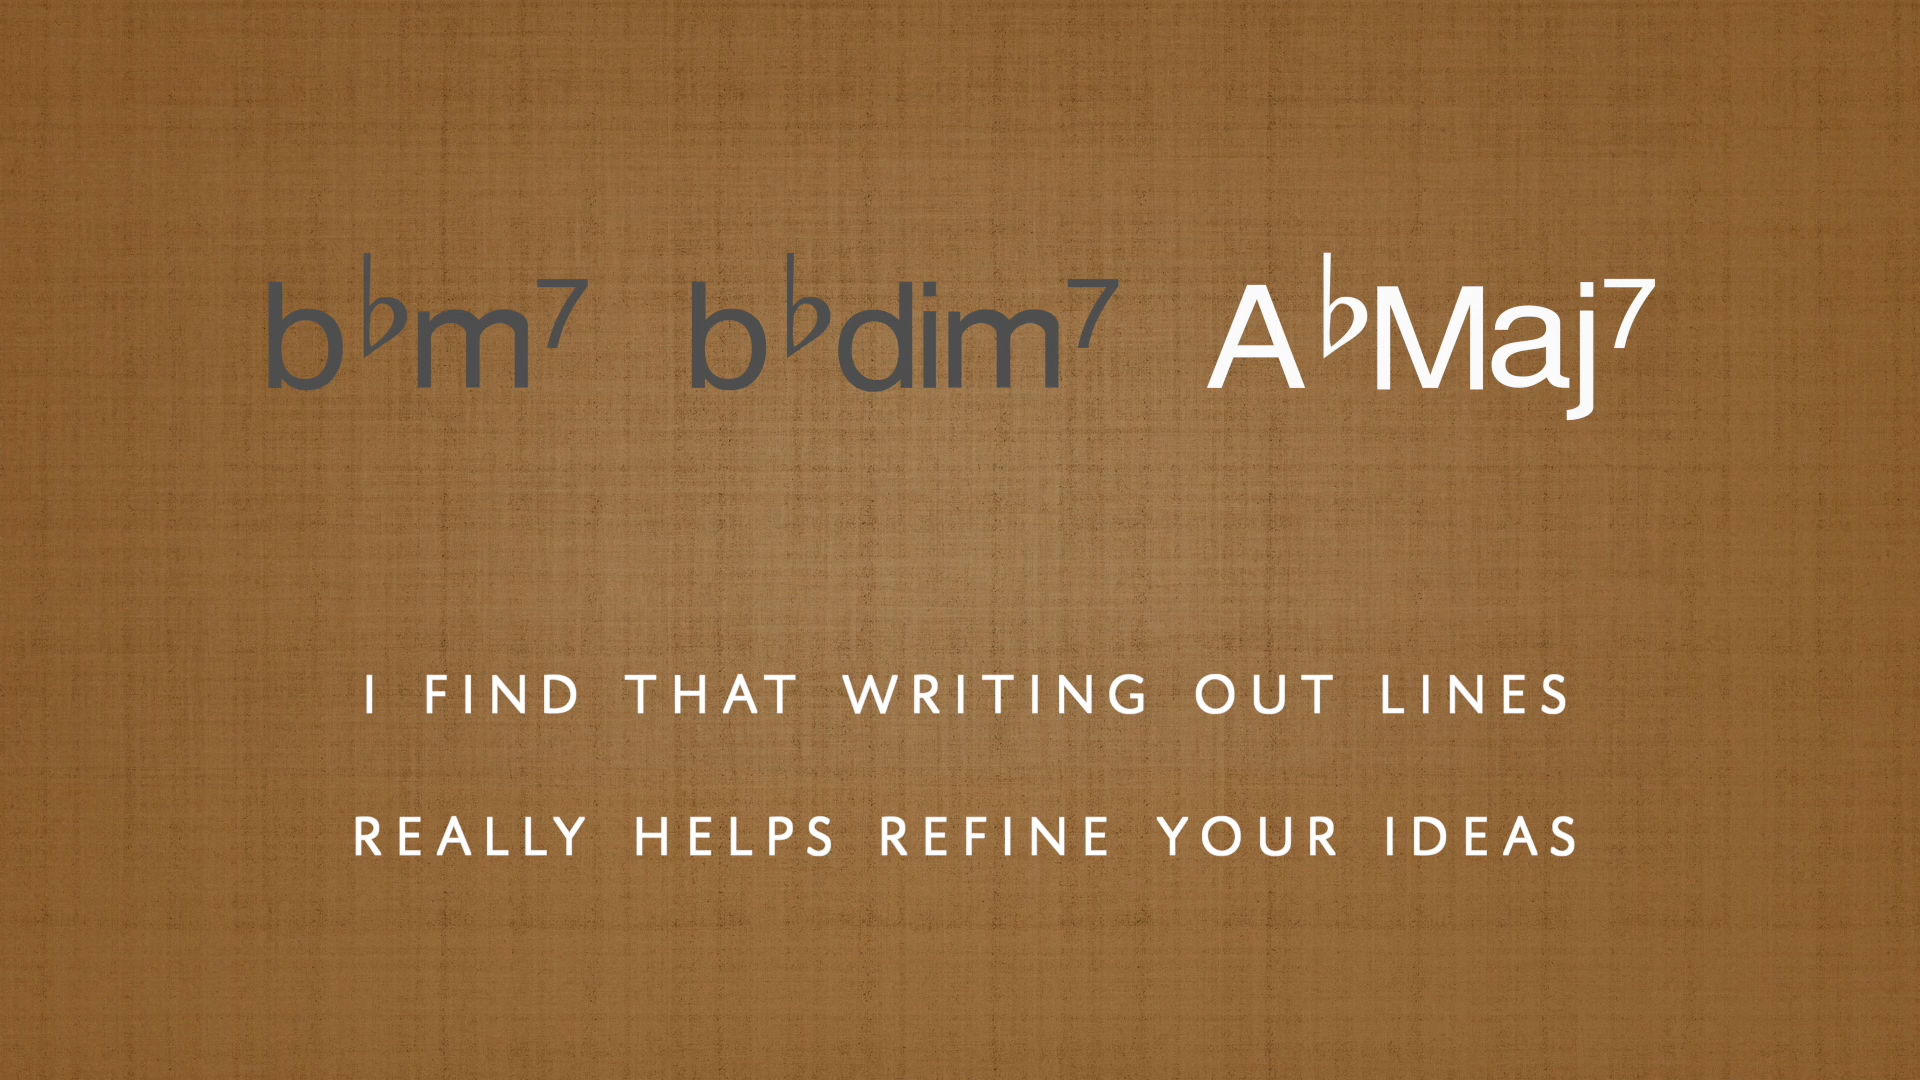 b♭m7 b♭dim7 A♭Maj7
I FIND THAT WRITING OUT LINES
REALLY HELPS REFINE YOUR IDEAS